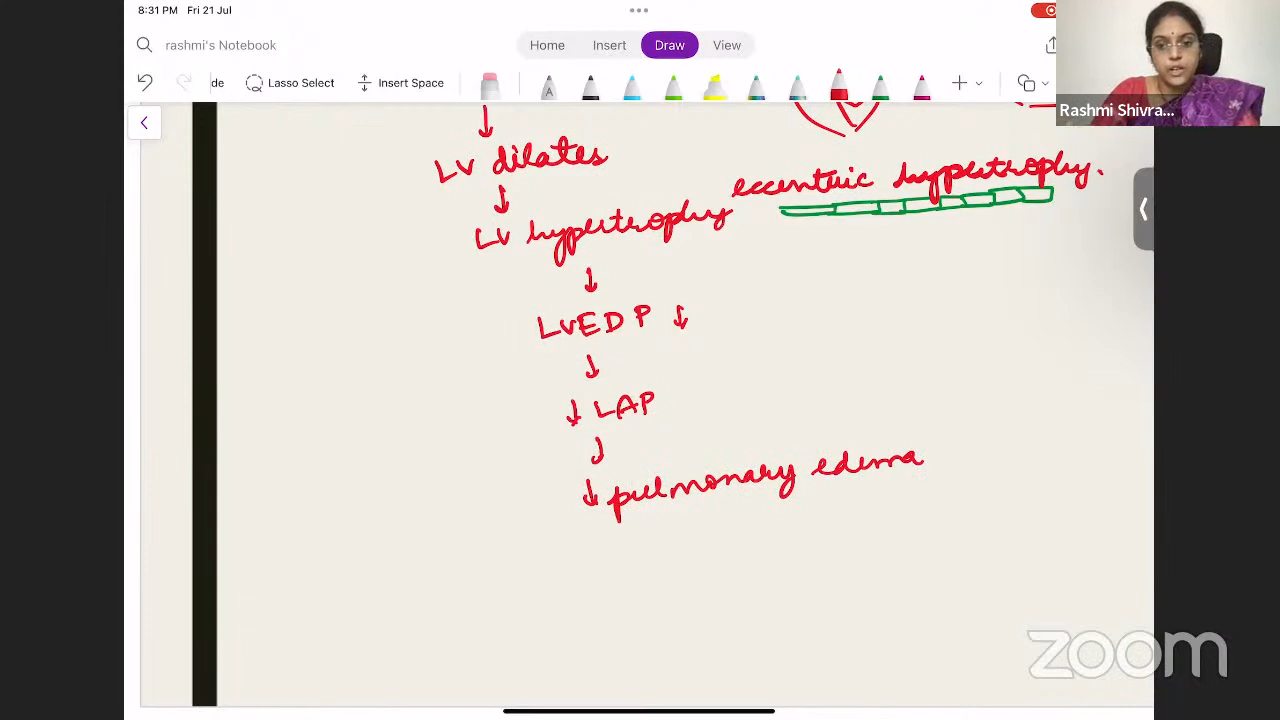 8:31 PM Fri 21 Jul
rashmi's Notebook
Home Insert Draw View
de Lasso Select Insert Space
A
Rashmi Shivra...
LV dilates
↓
LV hypertrophy eccentric hypertrophy.
↓
LVEDP ↓
↓
↓ LAP
↓
↓ pulmonary edema
zoom